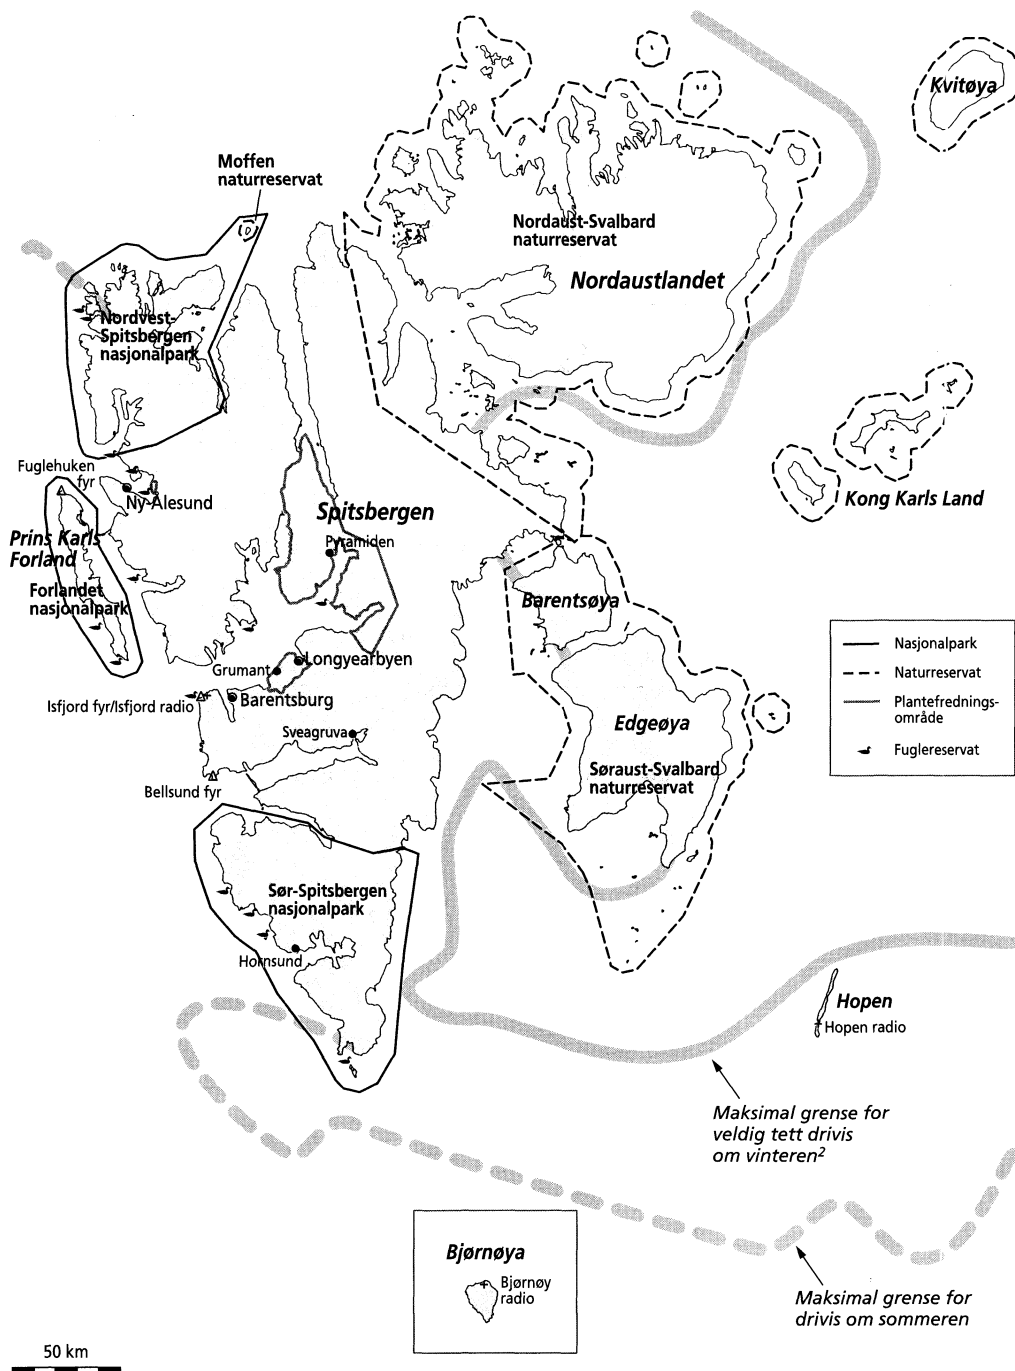 Kvitøya
Moffen
naturreservat
Nordaust-Svalbard
naturreservat
Nordaustlandet
Nordvest-
Spitsbergen
nasjonalpark
Fuglehuken
fyr
Ny-Ålesund
Kong Karls Land
Spitsbergen
Prins Karls
Forland
Pyramiden
Forlandet
nasjonalpark
Barentsøya
Longyearbyen
Grumant
Isfjord fyr/Isfjord radio
Barentsburg
Sveagruva
Edgeøya
Bellsund fyr
Søraust-Svalbard
naturreservat
Nasjonalpark
Naturreservat
Plantefrednings-
område
Fuglereservat
Sør-Spitsbergen
nasjonalpark
Hornsund
Hopen
Hopen radio
Maksimal grense for
veldig tett drivis
om vinteren²
Bjørnøya
Bjørnøy
radio
Maksimal grense for
drivis om sommeren
50 km